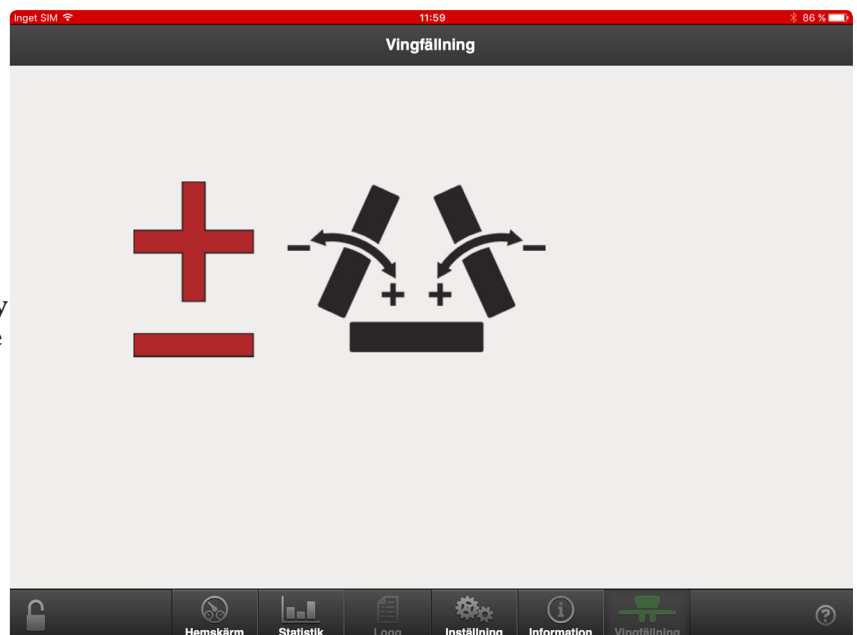 Inget SIM 11:59 86 %
Vingfällning
y
e
Hemskärm Statistik Logg Inställning Information Vingfällning